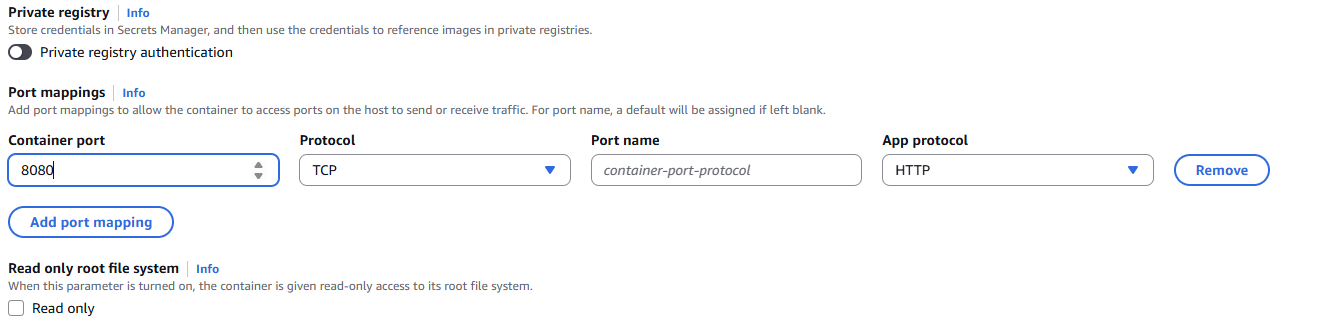 Private registry Info
Store credentials in Secrets Manager, and then use the credentials to reference images in private registries.
Private registry authentication
Port mappings Info
Add port mappings to allow the container to access ports on the host to send or receive traffic. For port name, a default will be assigned if left blank.
Container port Protocol Port name App protocol
8080 TCP container-port-protocol HTTP Remove
Add port mapping
Read only root file system Info
When this parameter is turned on, the container is given read-only access to its root file system.
Read only